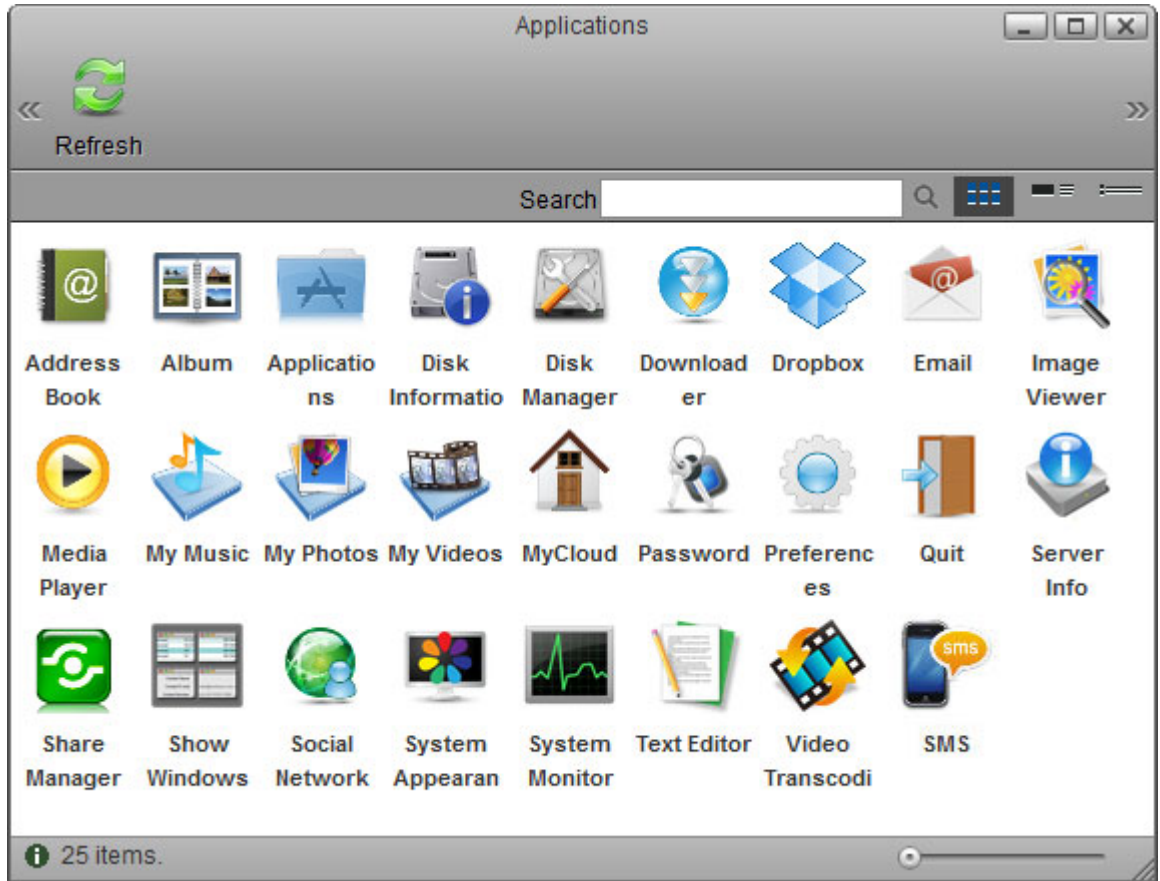 Applications
Refresh
Search
Address Album Applicatio Disk Disk Download Dropbox Email Image
Book ns Informatio Manager er Viewer
Media My Music My Photos My Videos MyCloud Password Preferenc Quit Server
Player es Info
sms
Share Show Social System System Text Editor Video SMS
Manager Windows Network Appearan Monitor Transcodi
25 items.